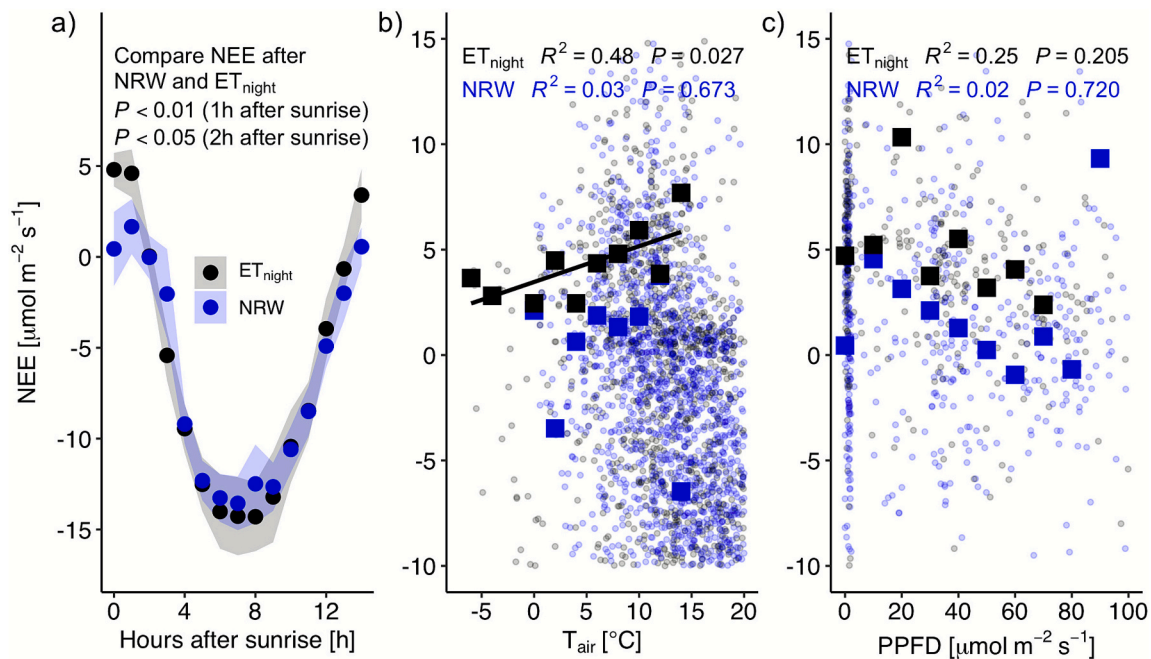 a)
Compare NEE after
NRW and ETnight
P < 0.01 (1h after sunrise)
P < 0.05 (2h after sunrise)
ETnight
NRW
NEE [μmol m−2 s−1]
5
0
-5
-10
-15
0 4 8 12
Hours after sunrise [h]
b)
ETnight R2 = 0.48 P = 0.027
NRW R2 = 0.03 P = 0.673
15
10
5
0
-5
-10
-5 0 5 10 15 20
Tair [°C]
c)
ETnight R2 = 0.25 P = 0.205
NRW R2 = 0.02 P = 0.720
15
10
5
0
-5
-10
0 20 40 60 80 100
PPFD [μmol m−2 s−1]